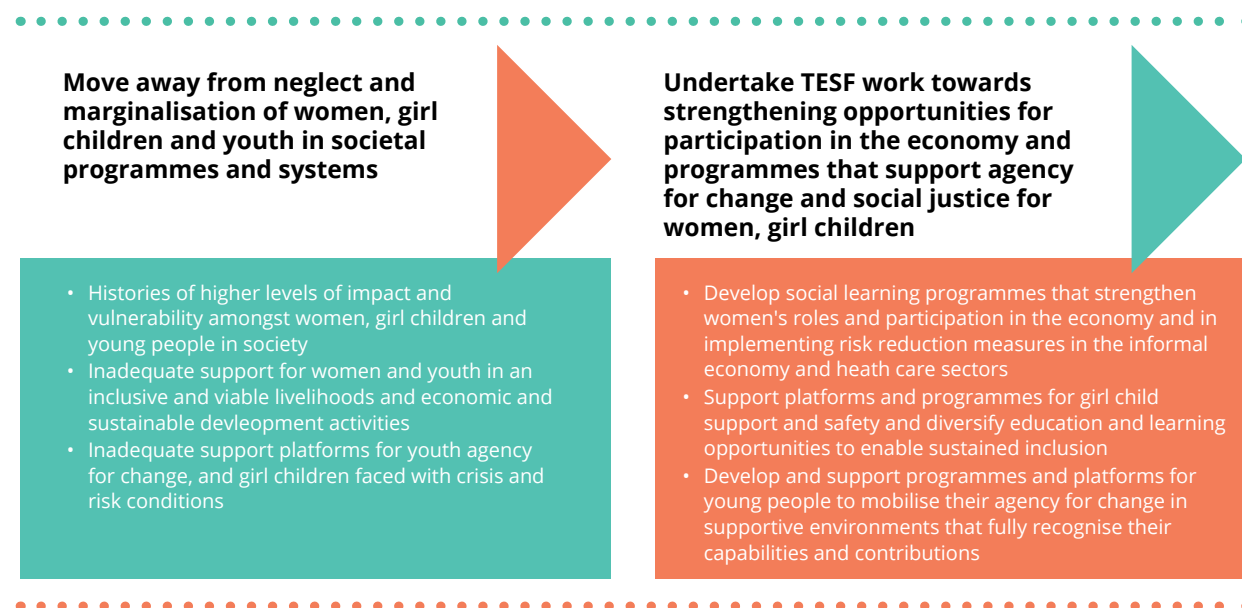 Move away from neglect and
marginalisation of women, girl
children and youth in societal
programmes and systems
• Histories of higher levels of impact and
vulnerability amongst women, girl children and
young people in society
• Inadequate support for women and youth in an
inclusive and viable livelihoods and economic and
sustainable devleopment activities
• Inadequate support platforms for youth agency
for change, and girl children faced with crisis and
risk conditions
Undertake TESF work towards
strengthening opportunities for
participation in the economy and
programmes that support agency
for change and social justice for
women, girl children
• Develop social learning programmes that strengthen
women's roles and participation in the economy and in
implementing risk reduction measures in the informal
economy and heath care sectors
• Support platforms and programmes for girl child
support and safety and diversify education and learning
opportunities to enable sustained inclusion
• Develop and support programmes and platforms for
young people to mobilise their agency for change in
supportive environments that fully recognise their
capabilities and contributions